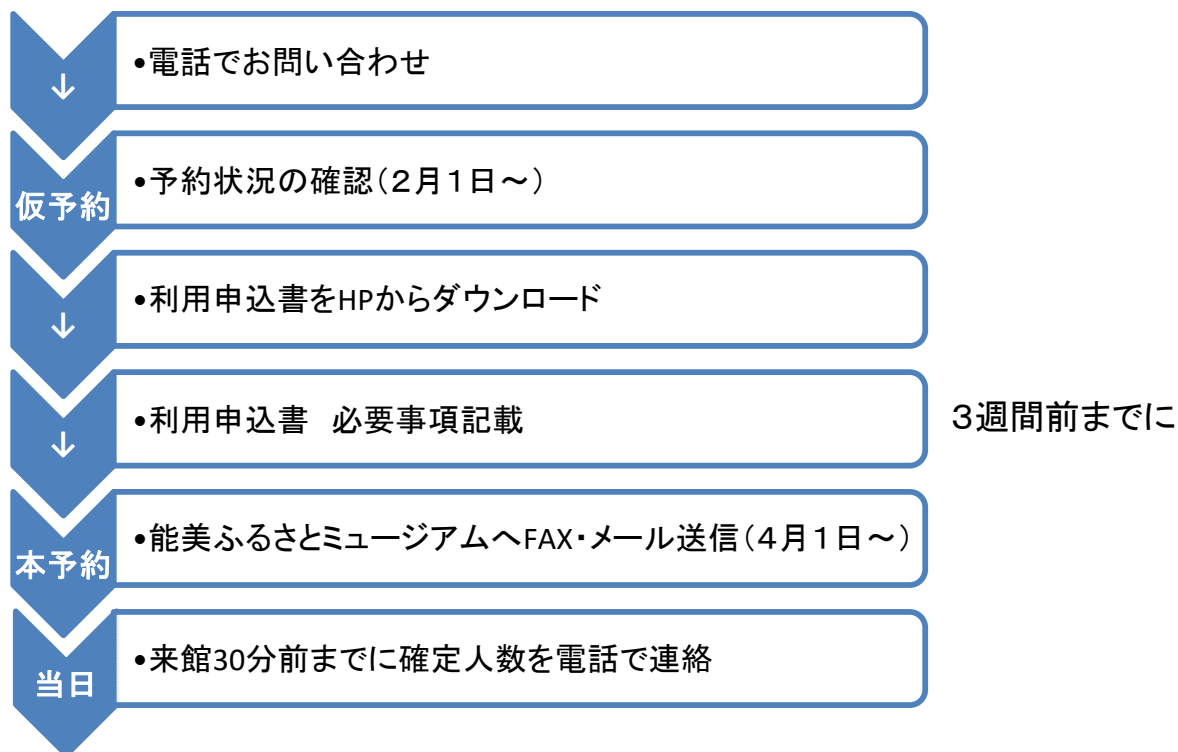 ↓
•電話でお問い合わせ
仮予約
•予約状況の確認（２月１日～）
↓
•利用申込書をHPからダウンロード
↓
•利用申込書　必要事項記載
３週間前までに
本予約
•能美ふるさとミュージアムへFAX・メール送信（４月１日～）
当日
•来館30分前までに確定人数を電話で連絡